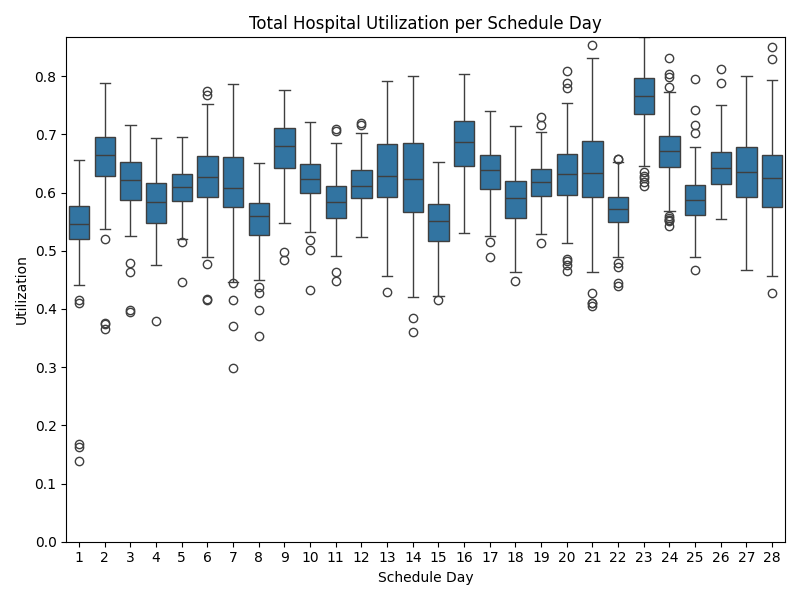 Total Hospital Utilization per Schedule Day
Utilization
0.8
0.7
0.6
0.5
0.4
0.3
0.2
0.1
0.0
1 2 3 4 5 6 7 8 9 10 11 12 13 14 15 16 17 18 19 20 21 22 23 24 25 26 27 28
Schedule Day